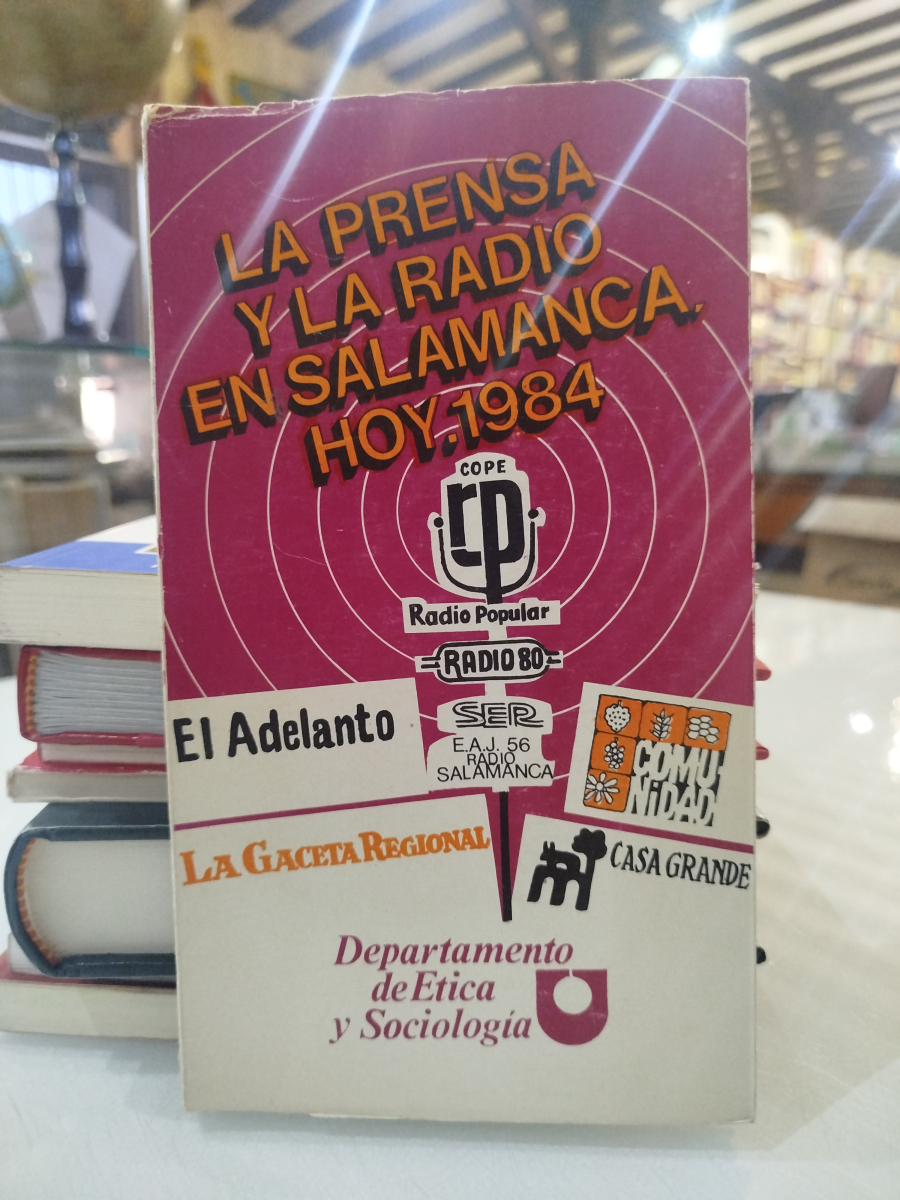 LA PRENSA
Y LA RADIO
EN SALAMANCA,
HOY, 1984
COPE
rp
Radio Popular
RADIO 80
SER
E.A.J. 56
RADIO
SALAMANCA
El Adelanto
COMU-
NiDAD
LA GACETA REGIONAL
CASA GRANDE
Departamento
de Etica
y Sociología